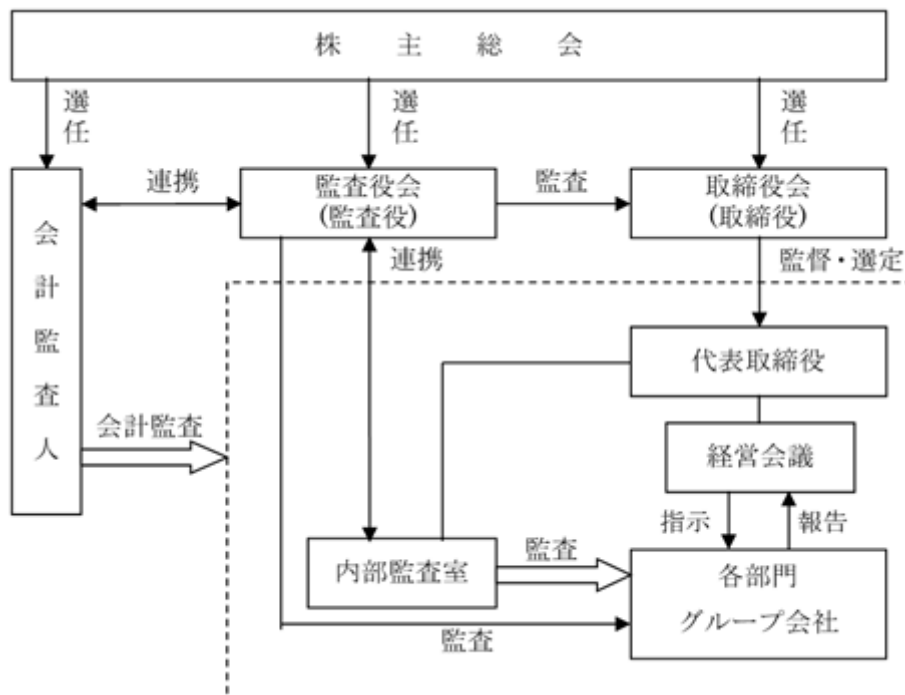 株主総会
選任
選任
選任
会計監査人
連携
監査役会
(監査役)
監査
取締役会
(取締役)
連携
監督・選定
代表取締役
会計監査
経営会議
指示
報告
内部監査室
監査
各部門
グループ会社
監査